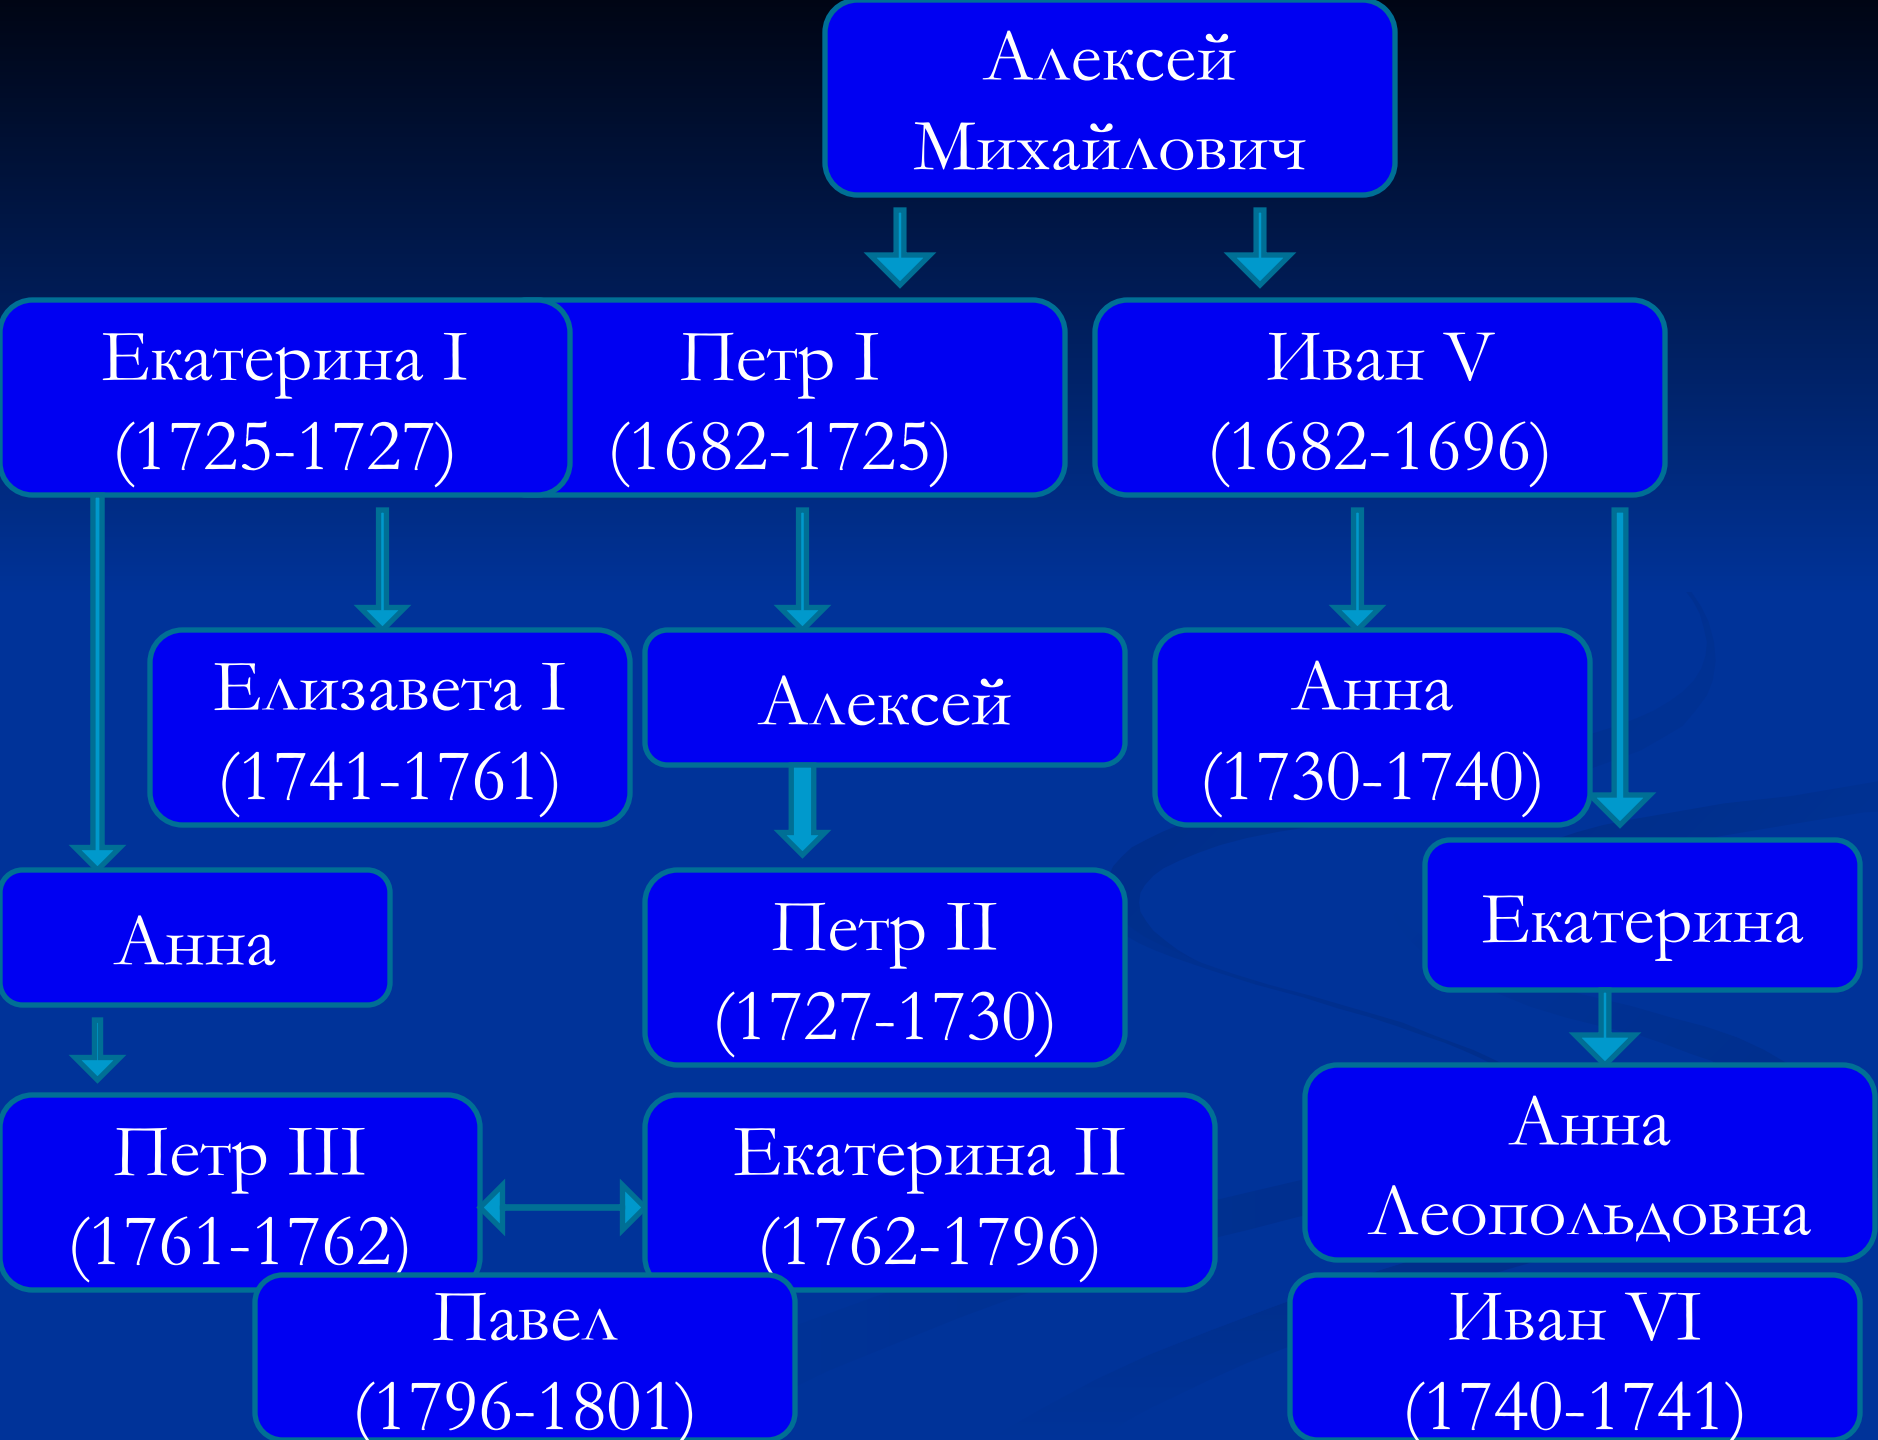 Алексей
Михайлович
Екатерина I
(1725-1727)
Петр I
(1682-1725)
Иван V
(1682-1696)
Елизавета I
(1741-1761)
Алексей
Анна
(1730-1740)
Анна
Петр II
(1727-1730)
Екатерина
Петр III
(1761-1762)
Екатерина II
(1762-1796)
Анна
Леопольдовна
Павел
(1796-1801)
Иван VI
(1740-1741)